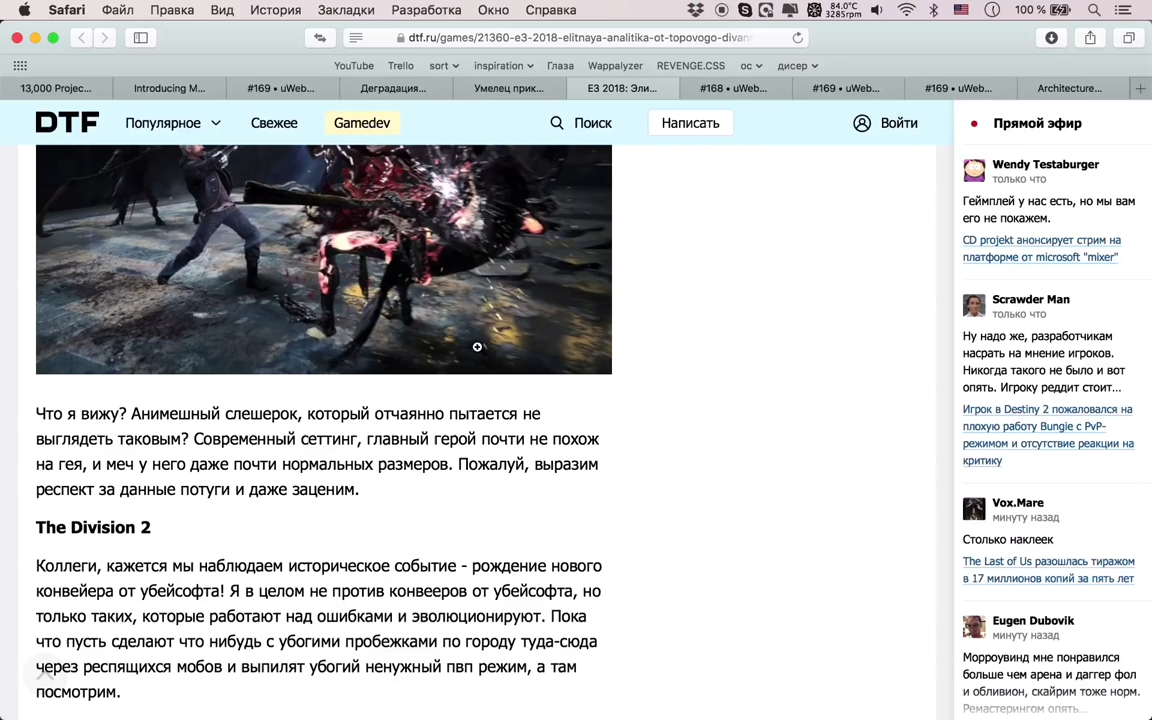 Safari Файл Правка Вид История Закладки Разработка Окно Справка 84.0°C 3285rpm 100 %
dtf.ru/games/21360-e3-2018-elitnaya-analitika-ot-topovogo-divann
YouTube Trello sort inspiration Глаза Wappalyzer REVENGE.CSS ос дисер
13,000 Projec... Introducing M... #169 • uWeb... Деградация... Умелец прик... E3 2018: Эли... #168 • uWeb... #169 • uWeb... #169 • uWeb... Architecture...
DTF Популярное Свежее Gamedev Поиск Написать Войти
Что я вижу? Анимешный слешерок, который отчаянно пытается не
выглядеть таковым? Современный сеттинг, главный герой почти не похож
на гея, и меч у него даже почти нормальных размеров. Пожалуй, выразим
респект за данные потуги и даже заценим.
The Division 2
Коллеги, кажется мы наблюдаем историческое событие - рождение нового
конвейера от убейсофта! Я в целом не против конвееров от убейсофта, но
только таких, которые работают над ошибками и эволюционируют. Пока
что пусть сделают что нибудь с убогими пробежками по городу туда-сюда
через респящихся мобов и выпилят убогий ненужный пвп режим, а там
посмотрим.
Прямой эфир
Wendy Testaburger
только что
Геймплей у нас есть, но мы вам
его не покажем.
CD projekt анонсирует стрим на
платформе от microsoft "mixer"
Scrawder Man
только что
Ну надо же, разработчикам
насрать на мнение игроков.
Никогда такого не было и вот
опять. Игроку реддит стоит...
Игрок в Destiny 2 пожаловался на
плохую работу Bungie с PvP-
режимом и отсутствие реакции на
критику
Vox.Mare
минуту назад
Столько наклеек
The Last of Us разошлась тиражом
в 17 миллионов копий за пять лет
Eugen Dubovik
минуту назад
Морроувинд мне понравился
больше чем арена и даггер фол
и обливион, скайрим тоже норм.
Ремастерингом опять...